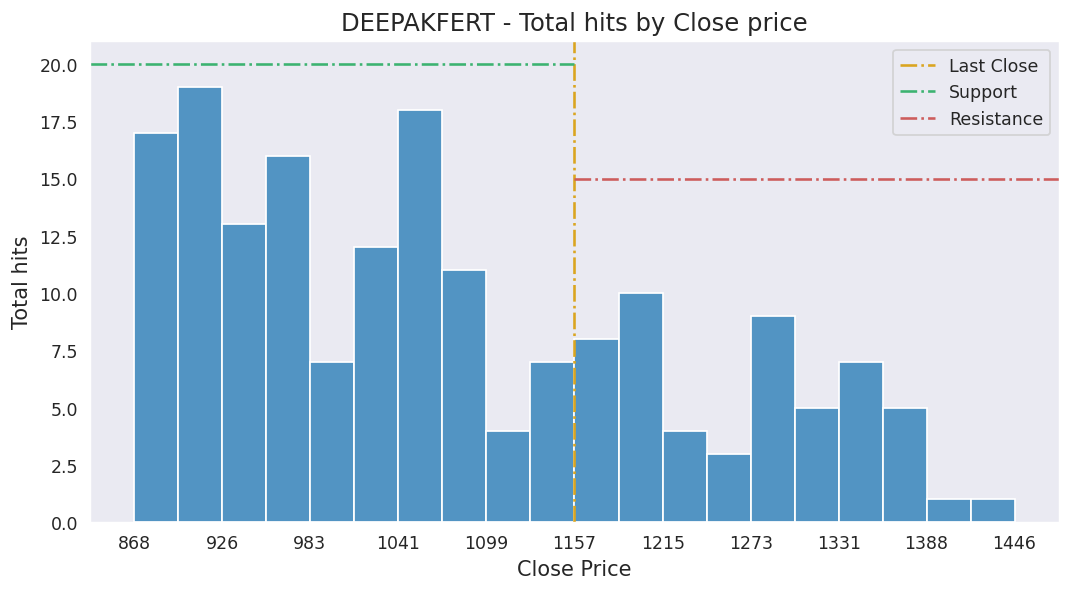 DEEPAKFERT - Total hits by Close price
Last Close
Support
Resistance
Total hits
20.0
17.5
15.0
12.5
10.0
7.5
5.0
2.5
0.0
868 926 983 1041 1099 1157 1215 1273 1331 1388 1446
Close Price